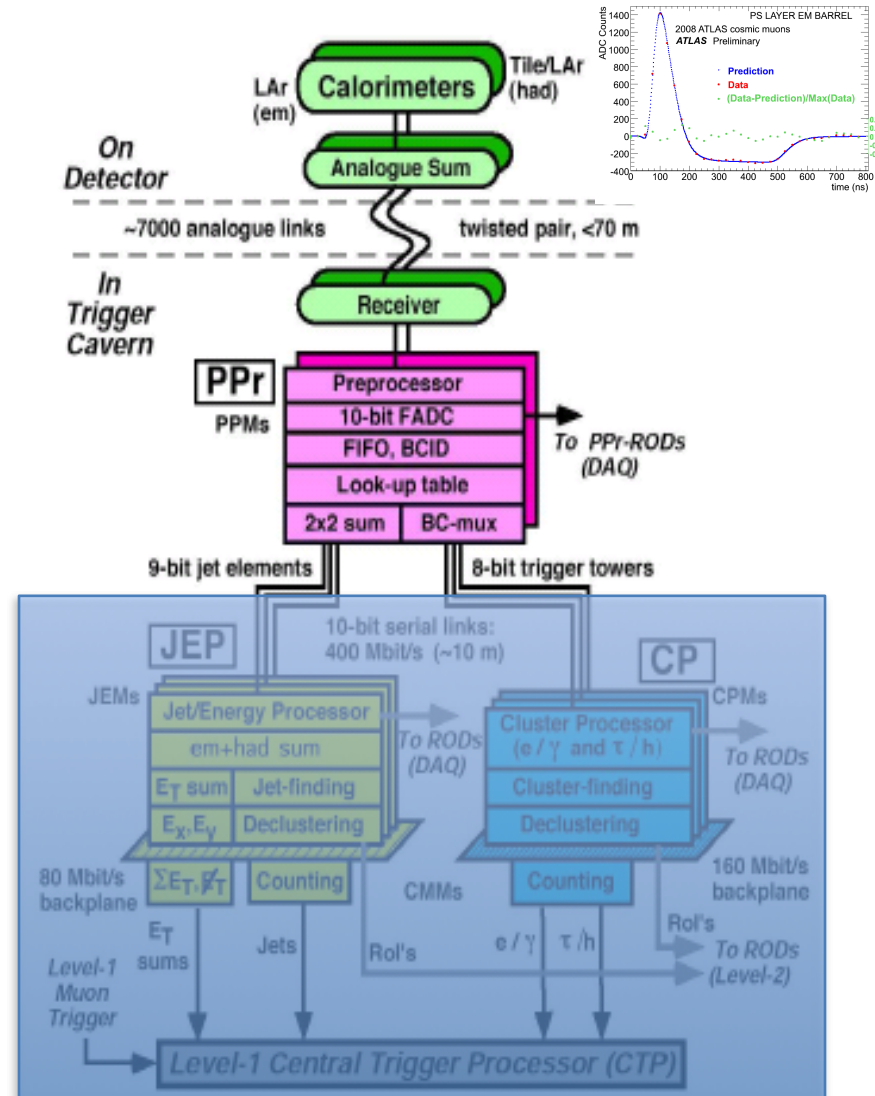 PS LAYER EM BARREL
2008 ATLAS cosmic muons
ATLAS Preliminary
Prediction
Data
(Data-Prediction)/Max(Data)
ADC Counts
1400
1200
1000
800
600
400
200
0
-200
-400
0 100 200 300 400 500 600 700 800
time (ns)
LAr
(em)
Calorimeters
Tile/LAr
(had)
On
Detector
Analogue Sum
~7000 analogue links
twisted pair, <70 m
In
Trigger
Cavern
Receiver
PPr
PPMs
Preprocessor
10-bit FADC
FIFO, BCID
Look-up table
2x2 sum
BC-mux
To PPr-RODs
(DAQ)
9-bit jet elements
8-bit trigger towers
10-bit serial links:
400 Mbit/s (~10 m)
JEP
CP
JEMs
CPMs
Jet/Energy Processor
em+had sum
ET sum
Jet-finding
Ex, Ey
Declustering
To RODs
(DAQ)
Cluster Processor
(e / γ and τ / h)
Cluster-finding
Declustering
To RODs
(DAQ)
80 Mbit/s
backplane
ΣET, E̸T
Counting
CMMs
Counting
160 Mbit/s
backplane
ET
sums
Jets
RoI's
e / γ
τ / h
RoI's
To RODs
(Level-2)
Level-1
Muon
Trigger
Level-1 Central Trigger Processor (CTP)